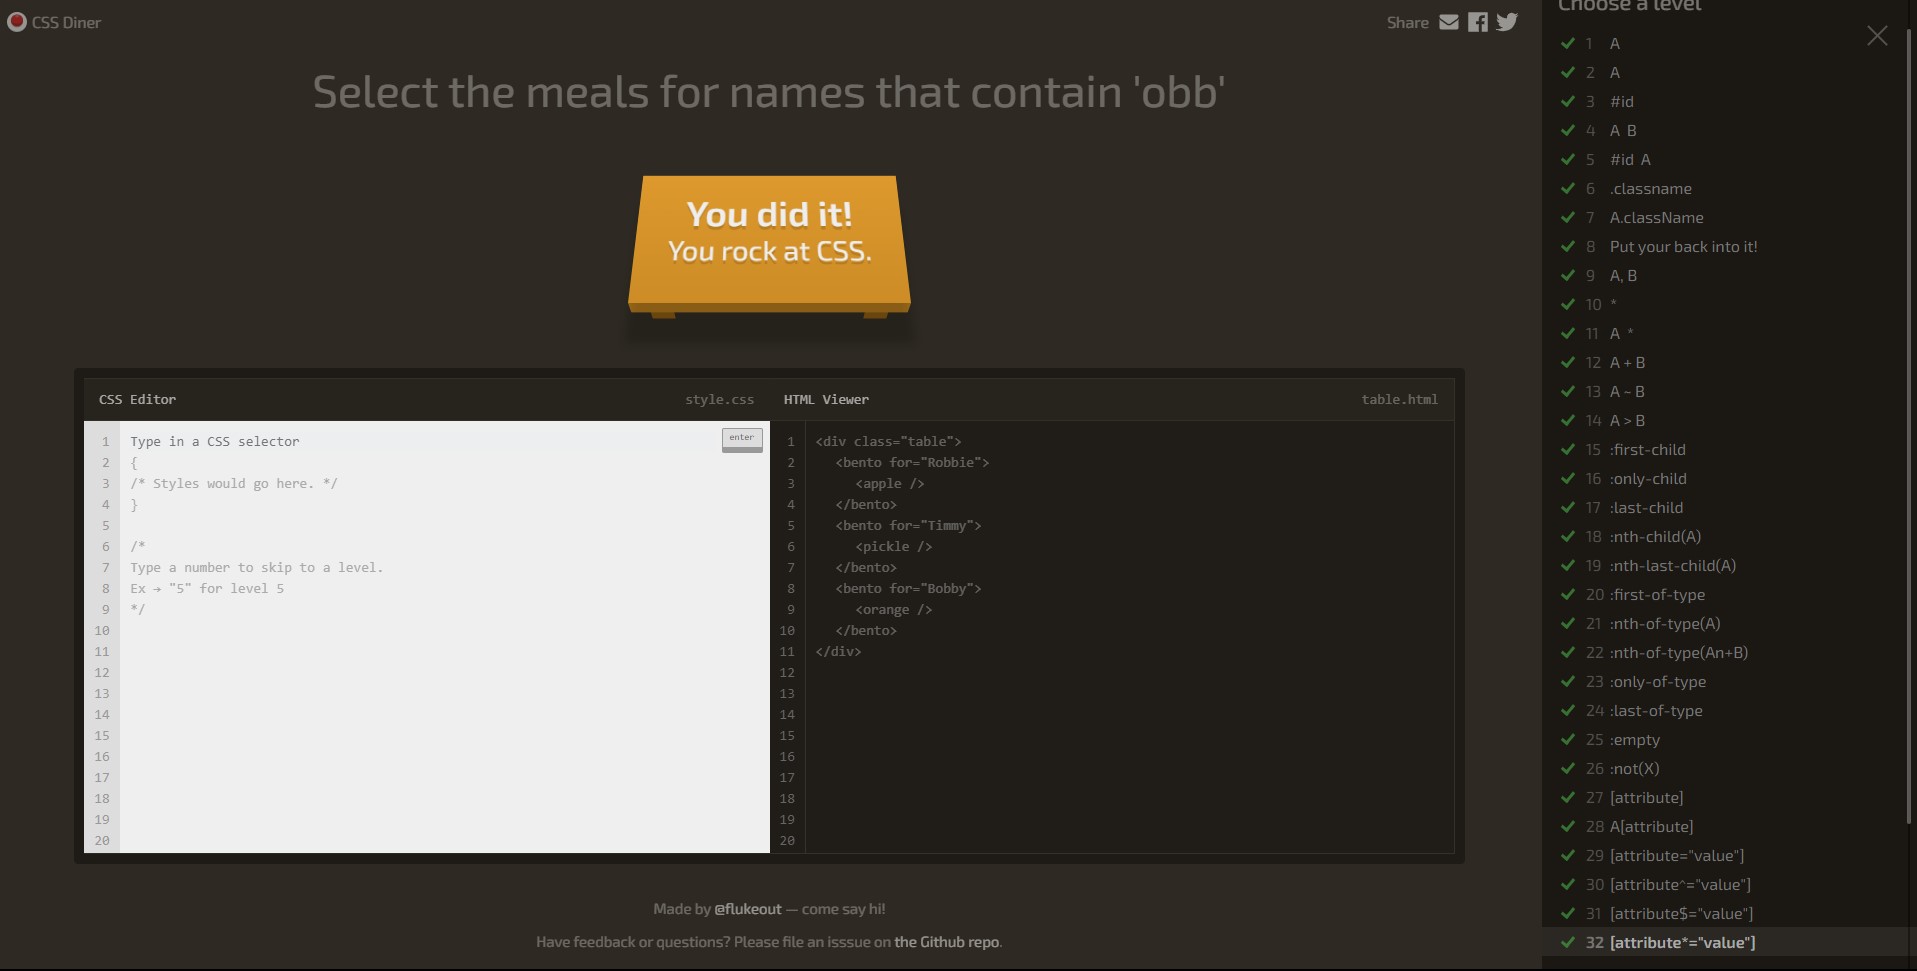 CSS Diner
Share
Select the meals for names that contain 'obb'
You did it!
You rock at CSS.
CSS Editor style.css
1 Type in a CSS selector
enter
2 {
3 /* Styles would go here. */
4 }
5
6 /*
7 Type a number to skip to a level.
8 Ex → "5" for level 5
9 */
10
11
12
13
14
15
16
17
18
19
20
HTML Viewer table.html
1 <div class="table">
2 <bento for="Robbie">
3 <apple />
4 </bento>
5 <bento for="Timmy">
6 <pickle />
7 </bento>
8 <bento for="Bobby">
9 <orange />
10 </bento>
11 </div>
12
13
14
15
16
17
18
19
20
Made by @flukeout — come say hi!
Have feedback or questions? Please file an isssue on the Github repo.
Choose a level
1 A
2 A
3 #id
4 A B
5 #id A
6 .classname
7 A.className
8 Put your back into it!
9 A, B
10 *
11 A *
12 A + B
13 A ~ B
14 A > B
15 :first-child
16 :only-child
17 :last-child
18 :nth-child(A)
19 :nth-last-child(A)
20 :first-of-type
21 :nth-of-type(A)
22 :nth-of-type(An+B)
23 :only-of-type
24 :last-of-type
25 :empty
26 :not(X)
27 [attribute]
28 A[attribute]
29 [attribute="value"]
30 [attribute^="value"]
31 [attribute$="value"]
32 [attribute*="value"]